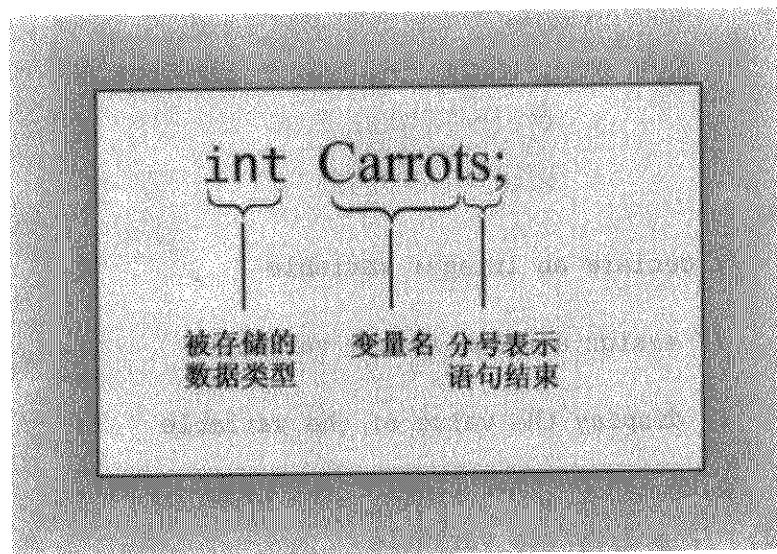 int Carrots;
被存储的 变量名 分号表示
数据类型 语句结束